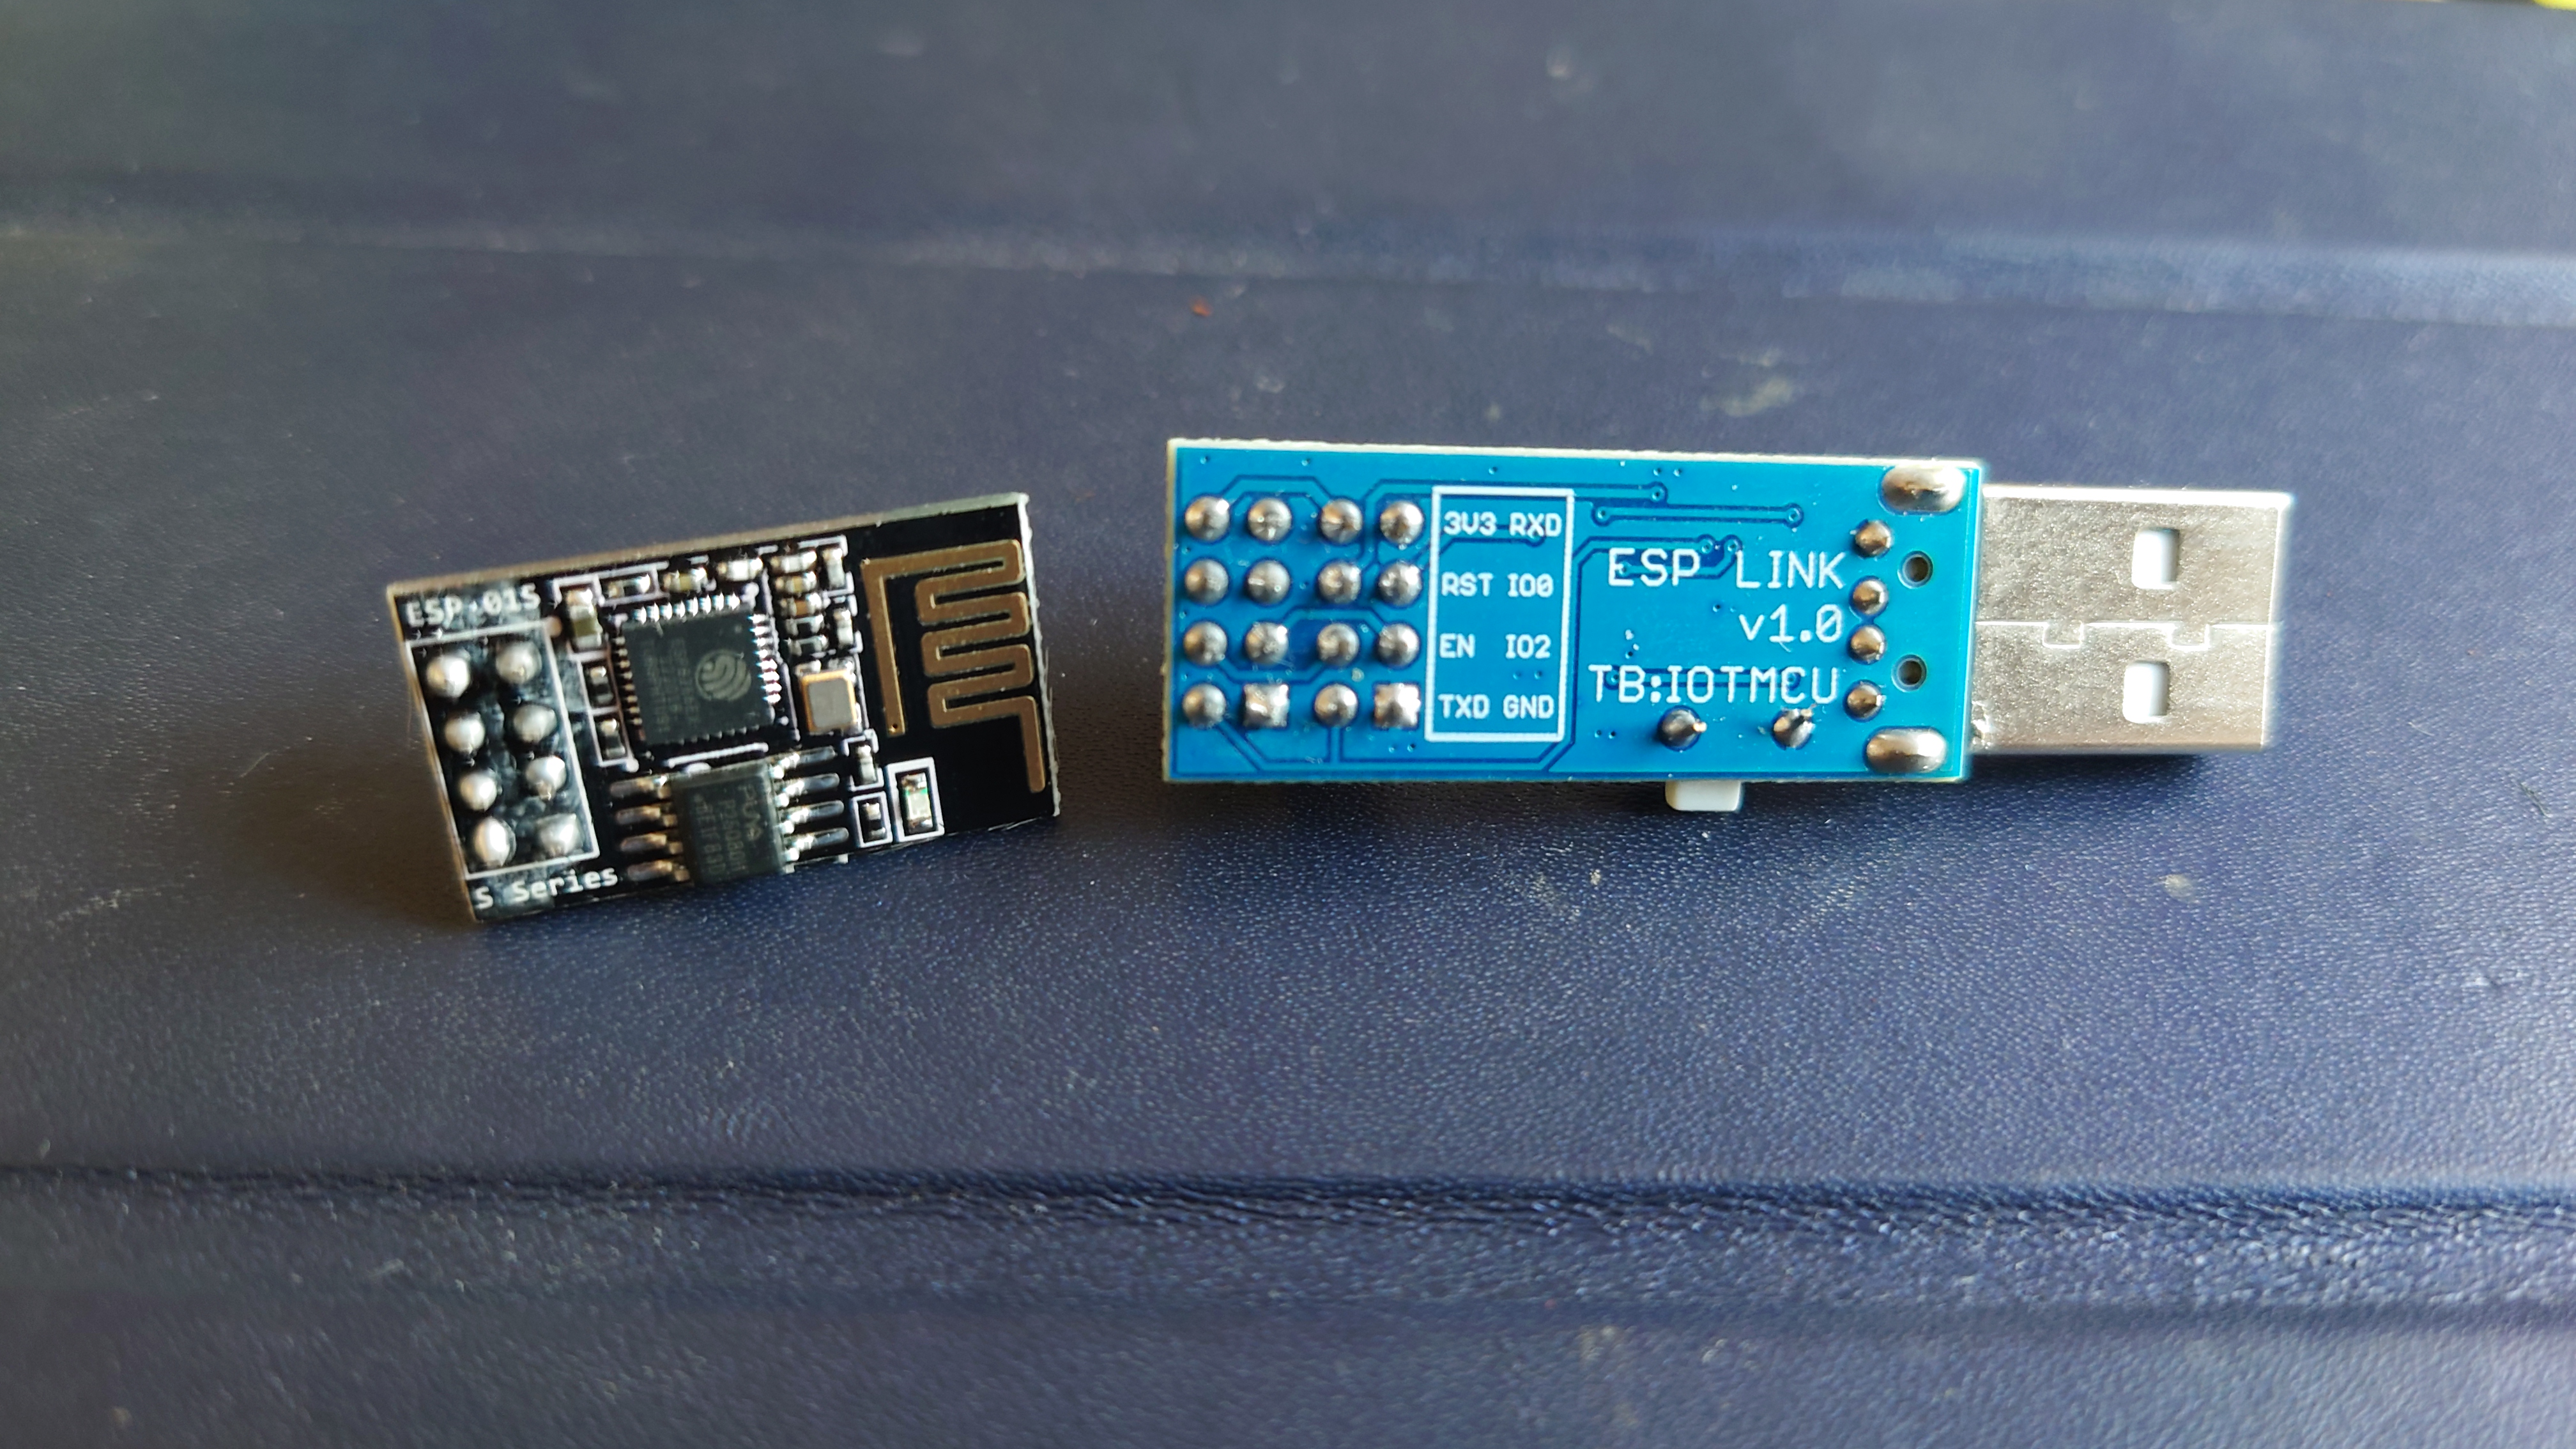 ESP-01S
S Series
3V3 RXD
RST IO0
EN IO2
TXD GND
ESP LINK
v1.0
TB:IOTMCU